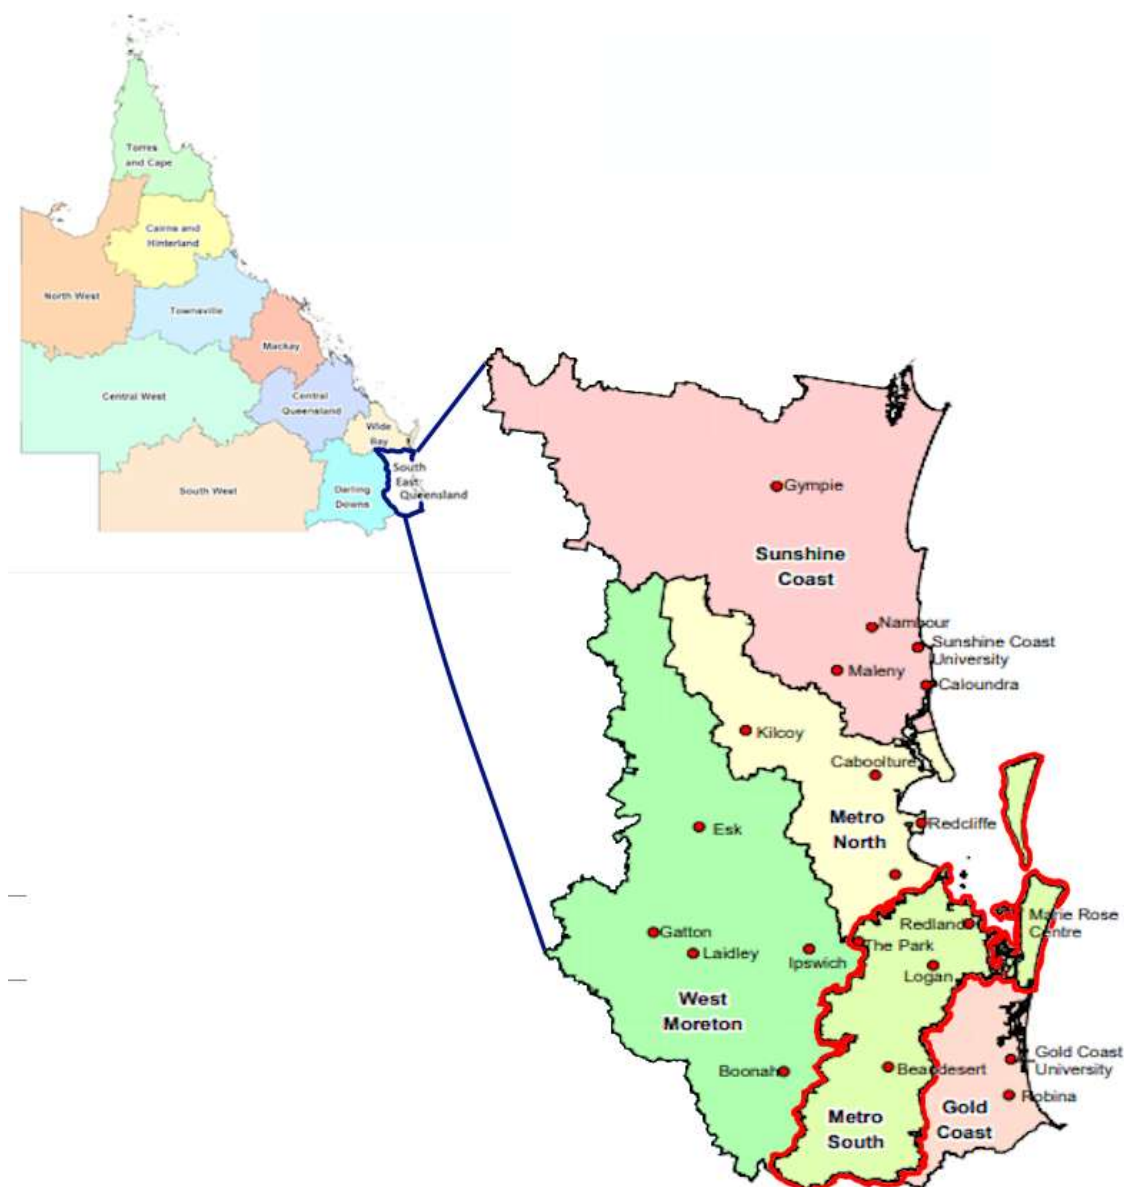 Torres
and Cape
Cairns and
Hinterland
North West
Townsville
Mackay
Central West
Central
Queensland
Wide
Bay
South West
Darling
Downs
South
East
Queensland
Gympie
Sunshine
Coast
Nambour
Sunshine Coast
University
Maleny
Caloundra
Kilcoy
Caboolture
Metro
North
Redcliffe
Esk
Marie Rose
Centre
Redland
Gatton
The Park
Laidley
Ipswich
Logan
West
Moreton
Gold Coast
University
Boonah
Beaudesert
Robina
Metro
South
Gold
Coast